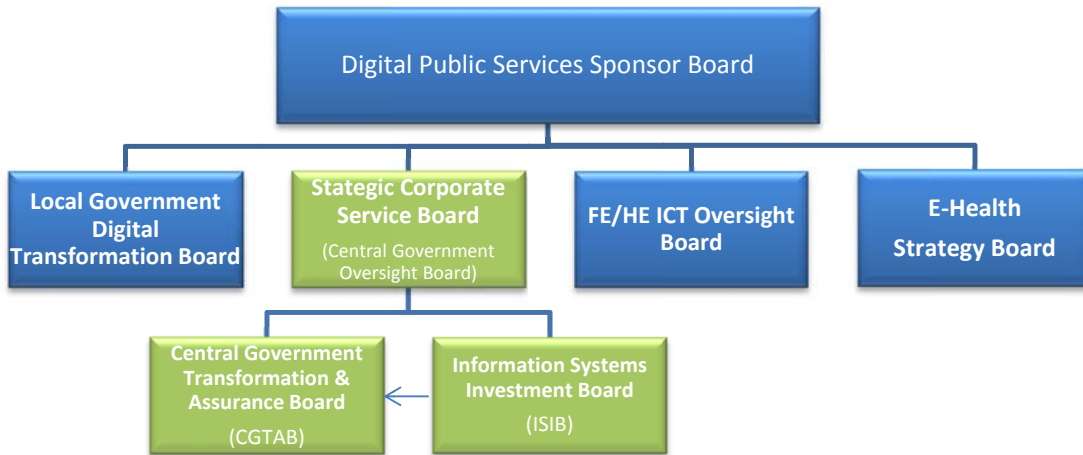 Digital Public Services Sponsor Board
Local Government
Digital
Transformation Board
Stategic Corporate
Service Board
(Central Government
Oversight Board)
FE/HE ICT Oversight
Board
E-Health
Strategy Board
Central Government
Transformation &
Assurance Board
(CGTAB)
Information Systems
Investment Board
(ISIB)